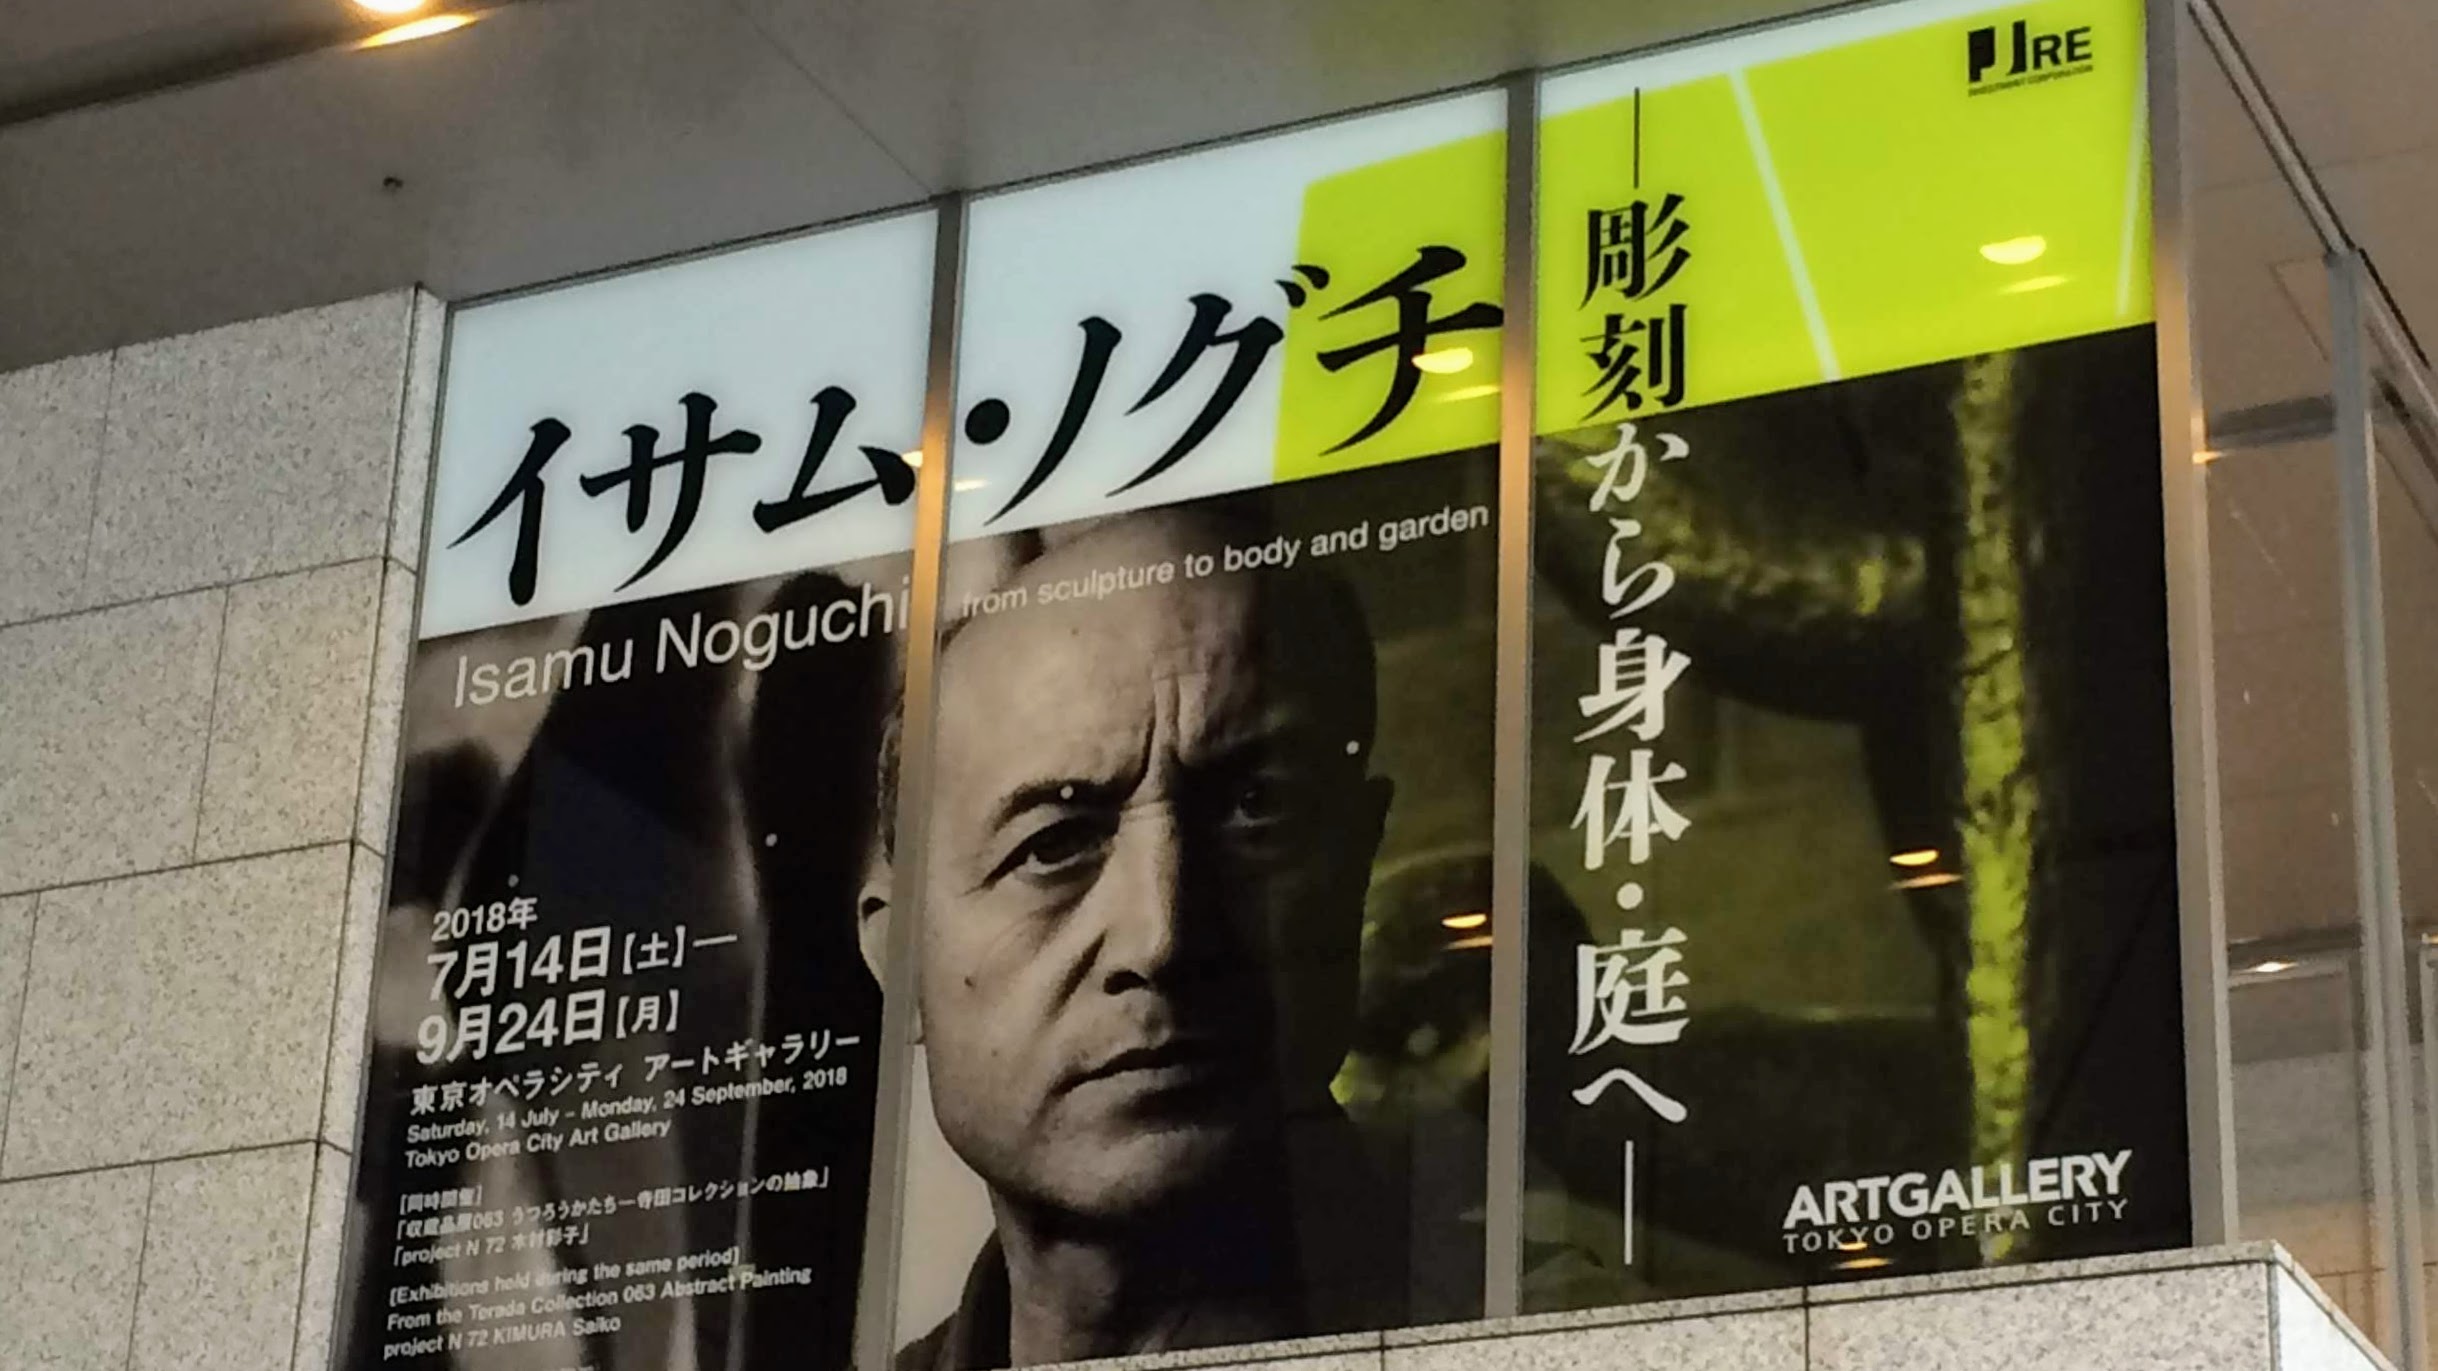 イサム・ノグチ
Isamu Noguchi from sculpture to body and garden
—彫刻から身体・庭へ—
PJRE
INVESTMENT CORPORATION
2018年
7月14日[土]—
9月24日[月]
東京オペラシティ アートギャラリー
Saturday, 14 July – Monday, 24 September, 2018
Tokyo Opera City Art Gallery
[同時開催]
「収蔵品展063 うつろうかたち—寺田コレクションの抽象」
「project N 72 木村彩子」
[Exhibitions held during the same period]
From the Terada Collection 063 Abstract Painting
project N 72 KIMURA Saiko
ARTGALLERY
TOKYO OPERA CITY